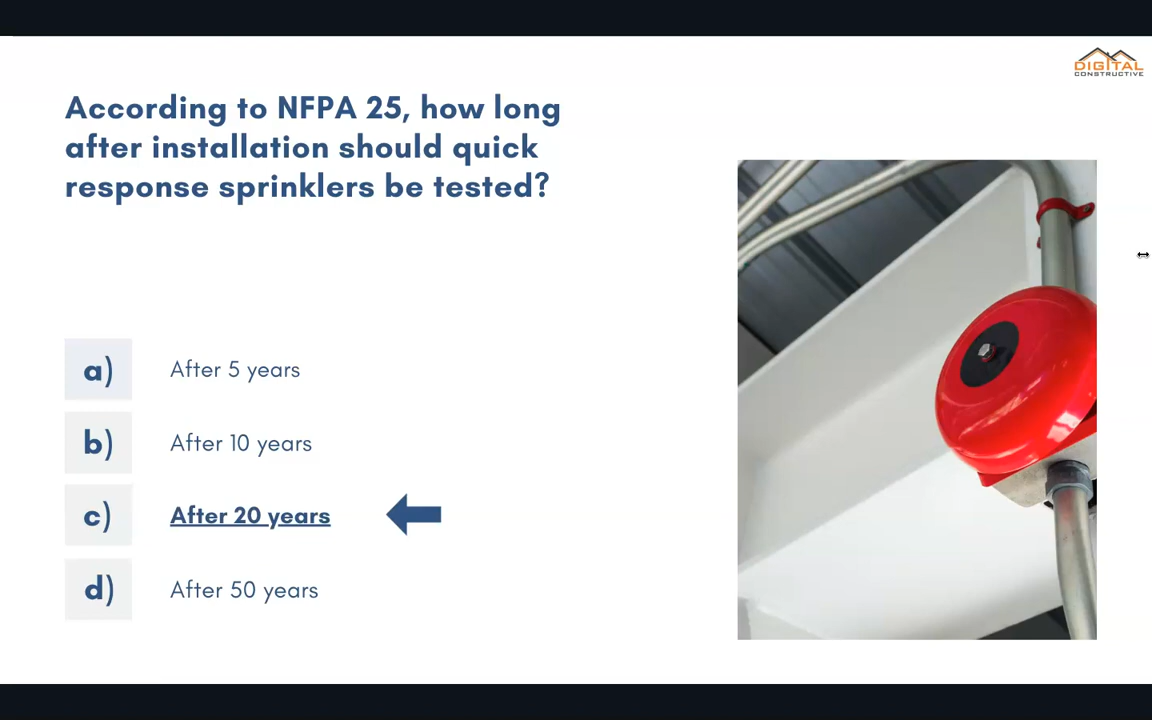 DIGITAL
CONSTRUCTIVE
According to NFPA 25, how long
after installation should quick
response sprinklers be tested?
a) After 5 years
b) After 10 years
c) After 20 years
d) After 50 years